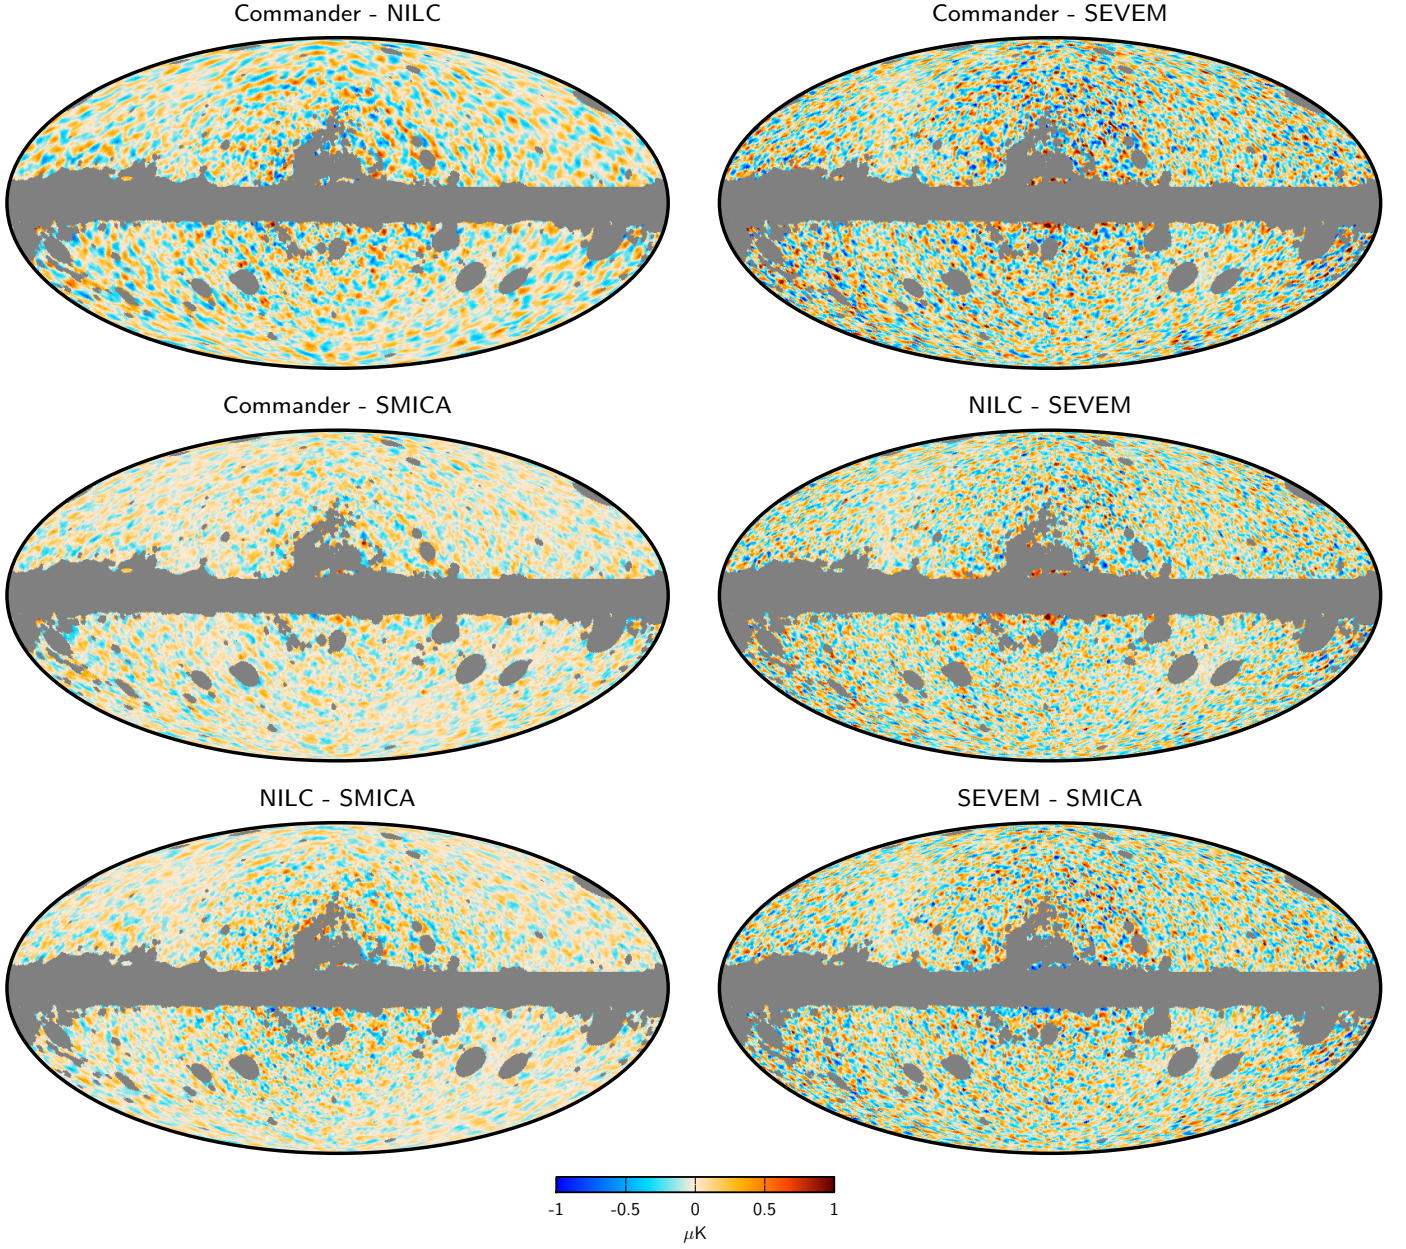 Commander - NILC
Commander - SEVEM
Commander - SMICA
NILC - SEVEM
NILC - SMICA
SEVEM - SMICA
-1 -0.5 0 0.5 1
μK